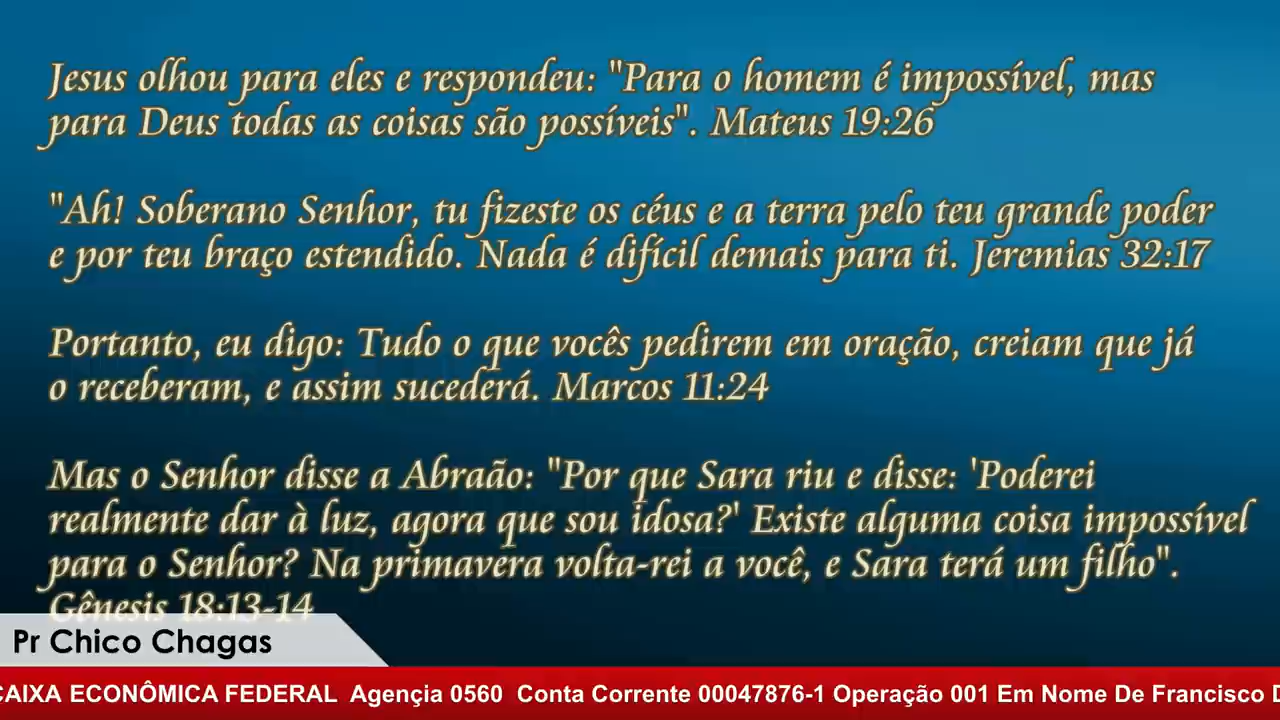 Jesus olhou para eles e respondeu: "Para o homem é impossível, mas
para Deus todas as coisas são possíveis". Mateus 19:26
"Ah! Soberano Senhor, tu fizeste os céus e a terra pelo teu grande poder
e por teu braço estendido. Nada é difícil demais para ti. Jeremias 32:17
Portanto, eu digo: Tudo o que vocês pedirem em oração, creiam que já
o receberam, e assim sucederá. Marcos 11:24
Mas o Senhor disse a Abraão: "Por que Sara riu e disse: 'Poderei
realmente dar à luz, agora que sou idosa?' Existe alguma coisa impossível
para o Senhor? Na primavera volta-rei a você, e Sara terá um filho".
Gênesis 18:13-14
Pr Chico Chagas
CAIXA ECONÔMICA FEDERAL Agençia 0560 Conta Corrente 00047876-1 Operação 001 Em Nome De Francisco